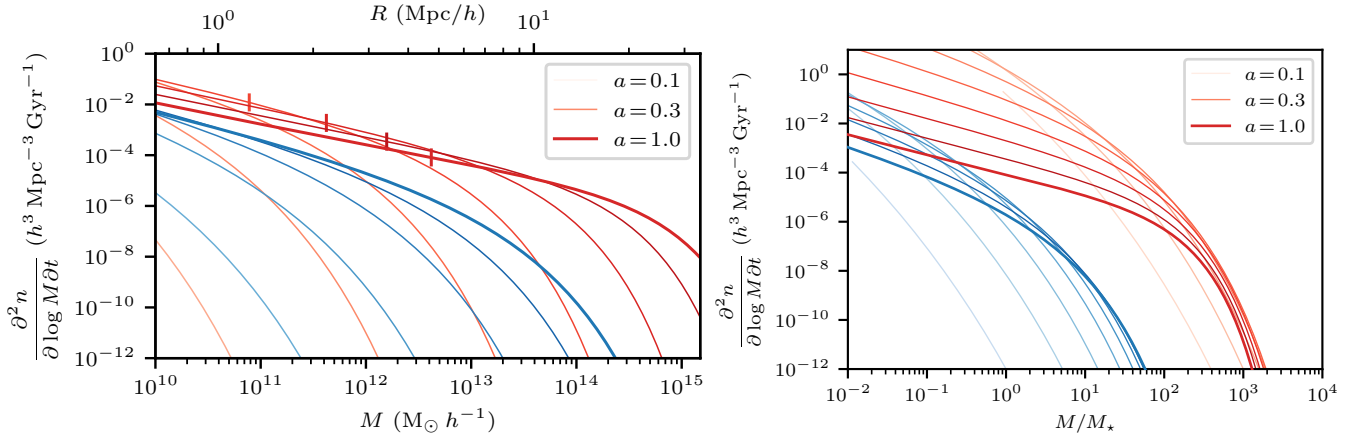 R (Mpc/h)
10^0 10^1
10^0
10^{-2}
10^{-4}
10^{-6}
10^{-8}
10^{-10}
10^{-12}
∂²n / ∂ log M∂t (h³ Mpc⁻³ Gyr⁻¹)
a=0.1
a=0.3
a=1.0
10^{10} 10^{11} 10^{12} 10^{13} 10^{14} 10^{15}
M (M⊙ h⁻¹)
10^0
10^{-2}
10^{-4}
10^{-6}
10^{-8}
10^{-10}
10^{-12}
∂²n / ∂ log M∂t (h³ Mpc⁻³ Gyr⁻¹)
a=0.1
a=0.3
a=1.0
10^{-2} 10^{-1} 10^0 10^1 10^2 10^3 10^4
M/M⋆